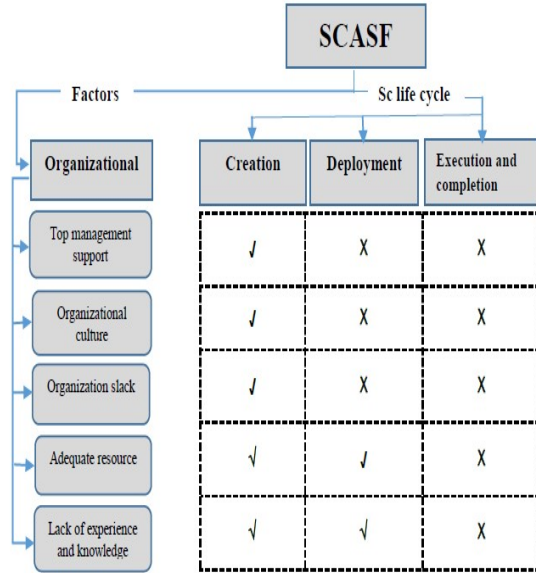 SCASF
Factors
Sc life cycle
Organizational
Creation
Deployment
Execution and
completion
Top management
support
√ X X
Organizational
culture
√ X X
Organization slack
√ X X
Adequate resource
√ √ X
Lack of experience
and knowledge
√ √ X